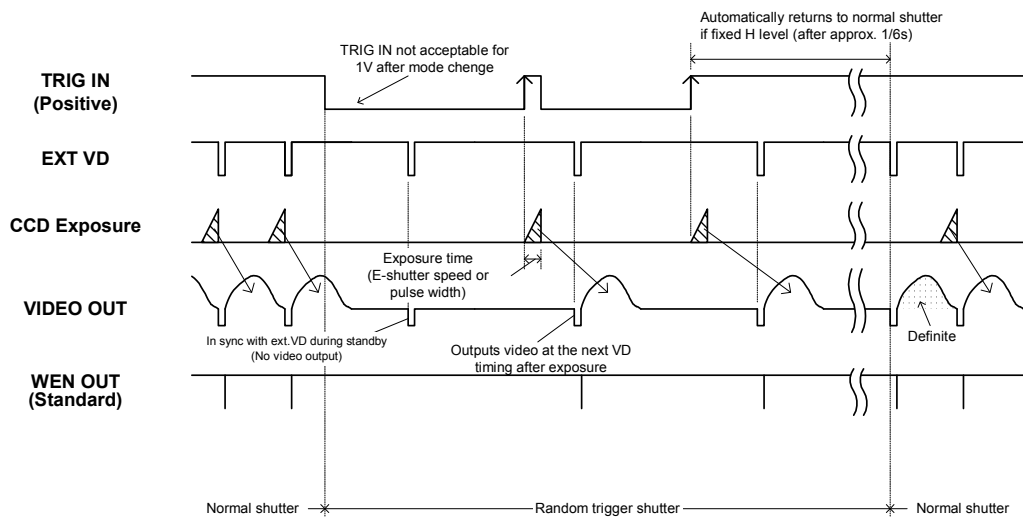 Automatically returns to normal shutter
if fixed H level (after approx. 1/6s)
TRIG IN not acceptable for
1V after mode chenge
TRIG IN
(Positive)
EXT VD
CCD Exposure
Exposure time
(E-shutter speed or
pulse width)
VIDEO OUT
In sync with ext.VD during standby
(No video output)
Outputs video at the next VD
timing after exposure
Definite
WEN OUT
(Standard)
Normal shutter
Random trigger shutter
Normal shutter